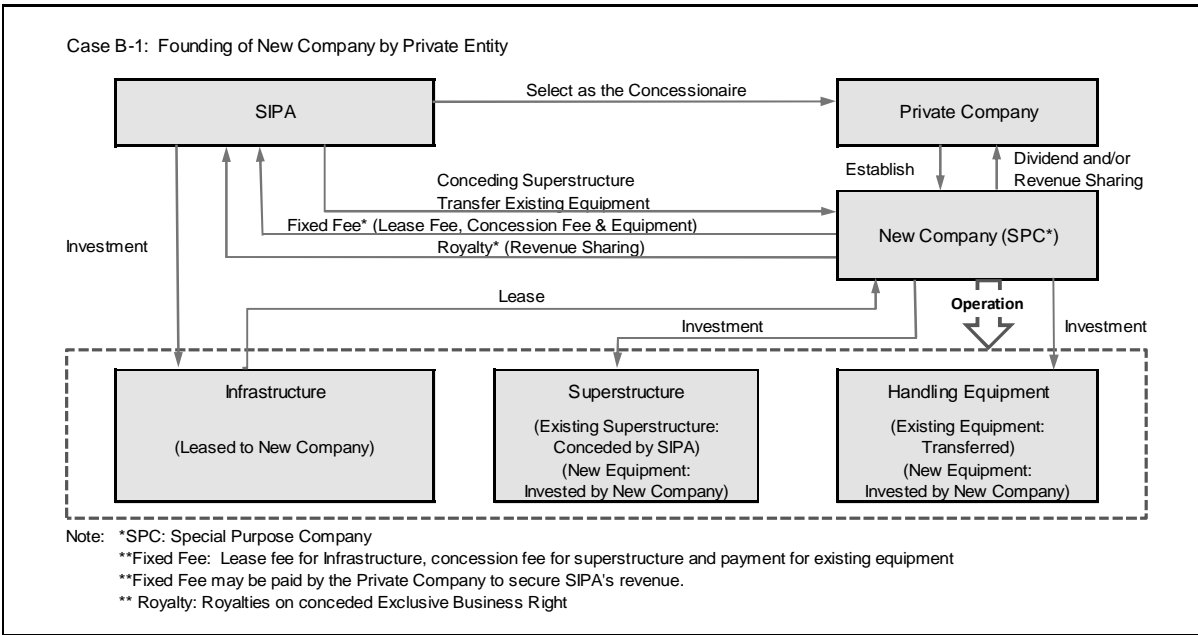 Case B-1: Founding of New Company by Private Entity
SIPA
Select as the Concessionaire
Private Company
Establish
Dividend and/or
Revenue Sharing
Conceding Superstructure
Transfer Existing Equipment
Fixed Fee* (Lease Fee, Concession Fee & Equipment)
Royalty* (Revenue Sharing)
New Company (SPC*)
Investment
Lease
Investment
Operation
Investment
Infrastructure
(Leased to New Company)
Superstructure
(Existing Superstructure:
Conceded by SIPA)
(New Equipment:
Invested by New Company)
Handling Equipment
(Existing Equipment:
Transferred)
(New Equipment:
Invested by New Company)
Note: *SPC: Special Purpose Company
**Fixed Fee: Lease fee for Infrastructure, concession fee for superstructure and payment for existing equipment
**Fixed Fee may be paid by the Private Company to secure SIPA's revenue.
** Royalty: Royalties on conceded Exclusive Business Right